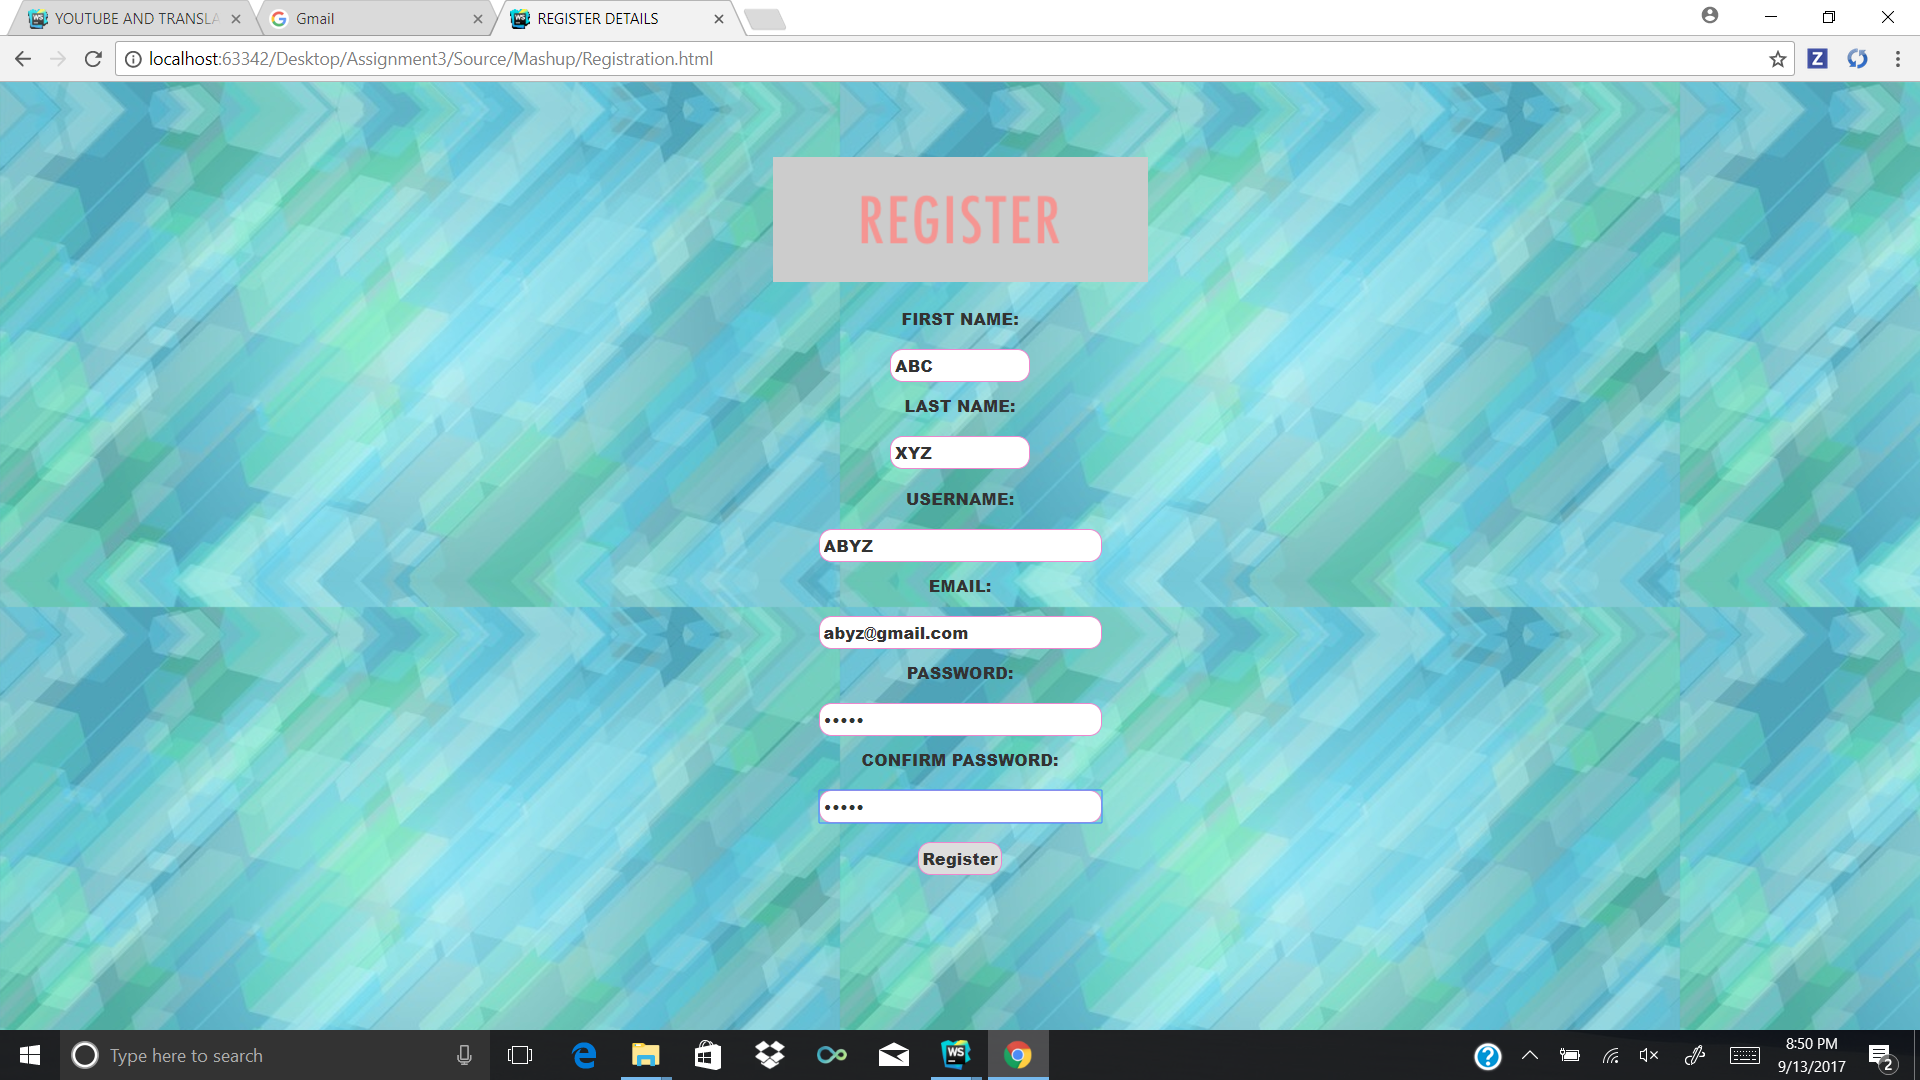 YOUTUBE AND TRANSLA
Gmail
REGISTER DETAILS
localhost:63342/Desktop/Assignment3/Source/Mashup/Registration.html
Z
REGISTER
FIRST NAME:
ABC
LAST NAME:
XYZ
USERNAME:
ABYZ
EMAIL:
abyz@gmail.com
PASSWORD:
•••••
CONFIRM PASSWORD:
•••••
Register
Type here to search
WS
8:50 PM
9/13/2017
2